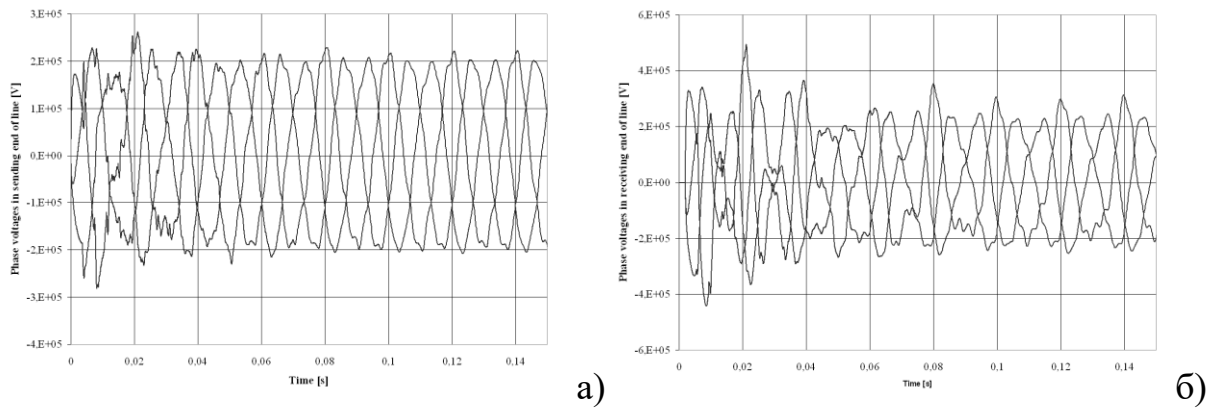 Phase voltages in sending end of line [V]
3.E+05
2.E+05
1.E+05
0.E+00
-1.E+05
-2.E+05
-3.E+05
-4.E+05
0 0,02 0,04 0,06 0,08 0,1 0,12 0,14
Time [s]
а)
Phase voltages in receiving end of line [V]
6.E+05
4.E+05
2.E+05
0.E+00
-2.E+05
-4.E+05
-6.E+05
0 0,02 0,04 0,06 0,08 0,1 0,12 0,14
Time [s]
б)